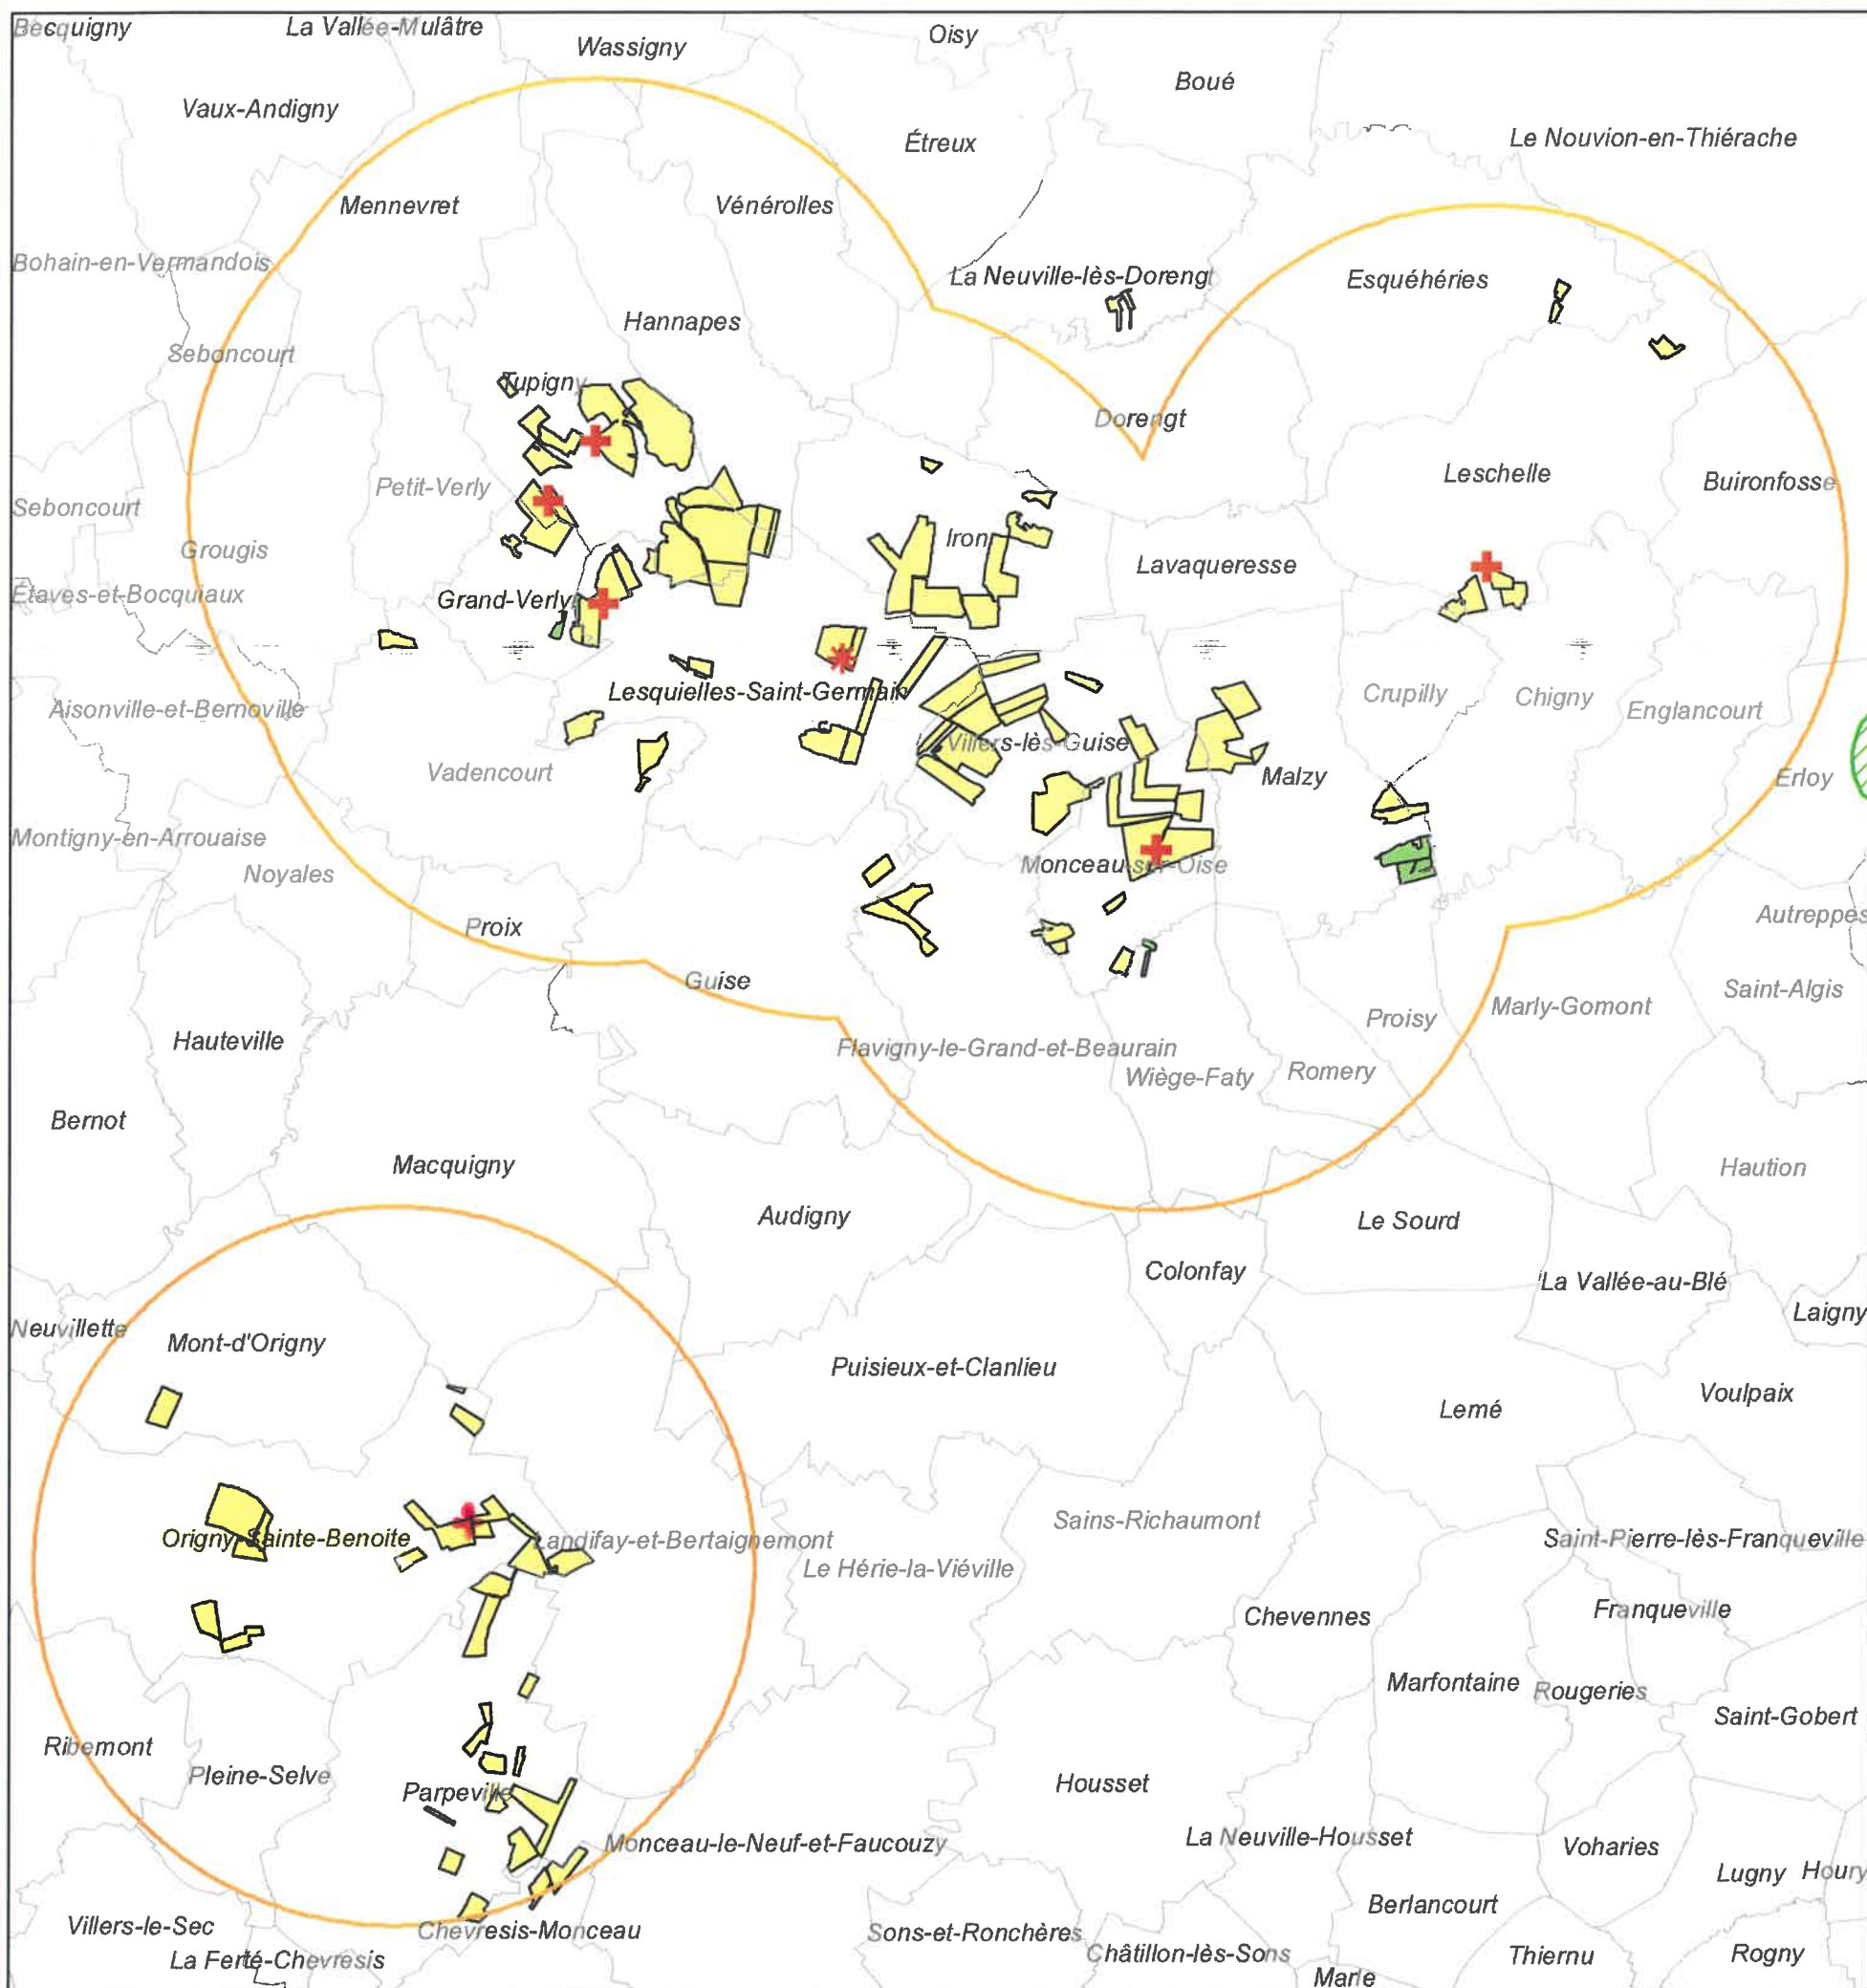 Becquigny
La Vallée-Mulâtre
Wassigny
Oisy
Boué
Vaux-Andigny
Étreux
Le Nouvion-en-Thiérache
Mennevret
Vénérolles
Bohain-en-Vermandois
La Neuville-lès-Dorengt
Esquéhéries
Hannapes
Seboncourt
Tupigny
Dorengt
Petit-Verly
Leschelle
Buironfosse
Seboncourt
Grougis
Iron
Lavaqueresse
Étaves-et-Bocquiaux
Grand-Verly
Lesquielles-Saint-Germain
Crupilly
Chigny
Englancourt
Aisonville-et-Bernoville
Villers-lès-Guise
Vadencourt
Malzy
Erloy
Montigny-en-Arrouaise
Noyales
Monceau-sur-Oise
Autreppes
Proix
Guise
Saint-Algis
Marly-Gomont
Proisy
Hauteville
Flavigny-le-Grand-et-Beaurain
Wiège-Faty
Romery
Bernot
Macquigny
Haution
Audigny
Le Sourd
Colonfay
La Vallée-au-Blé
Laigny
Neuvillette
Mont-d'Origny
Puisieux-et-Clanlieu
Voulpaix
Lemé
Sains-Richaumont
Origny-Sainte-Benoite
Landifay-et-Bertaignemont
Saint-Pierre-lès-Franqueville
Le Hérie-la-Viéville
Chevennes
Franqueville
Marfontaine
Rougeries
Saint-Gobert
Ribemont
Pleine-Selve
Parpeville
Housset
Monceau-le-Neuf-et-Faucouzy
La Neuville-Housset
Voharies
Lugny
Houry
Berlancourt
Villers-le-Sec
Chevresis-Monceau
Sons-et-Ronchères
Châtillon-lès-Sons
Thiernu
Rogny
La Ferté-Chevresis
Marle